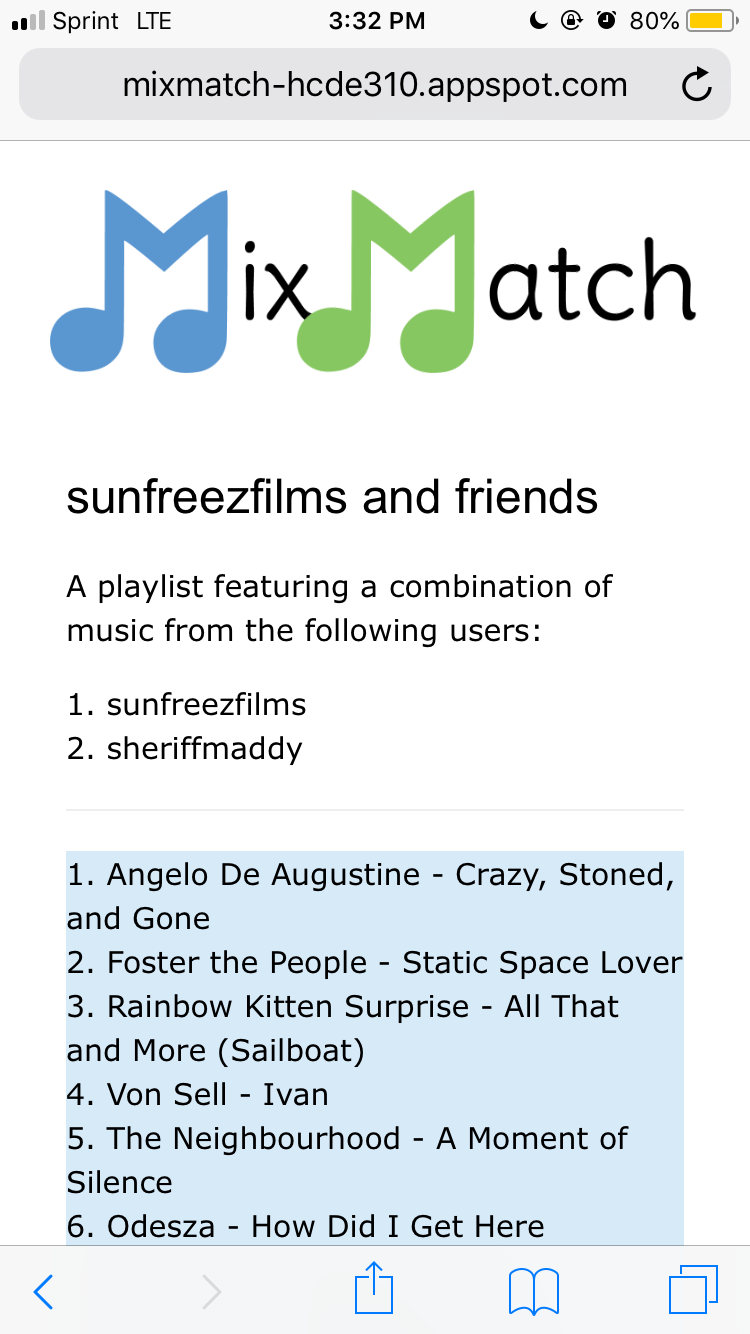 Sprint LTE 3:32 PM 80%
mixmatch-hcde310.appspot.com
MixMatch
sunfreezfilms and friends
A playlist featuring a combination of
music from the following users:
1. sunfreezfilms
2. sheriffmaddy
1. Angelo De Augustine - Crazy, Stoned,
and Gone
2. Foster the People - Static Space Lover
3. Rainbow Kitten Surprise - All That
and More (Sailboat)
4. Von Sell - Ivan
5. The Neighbourhood - A Moment of
Silence
6. Odesza - How Did I Get Here